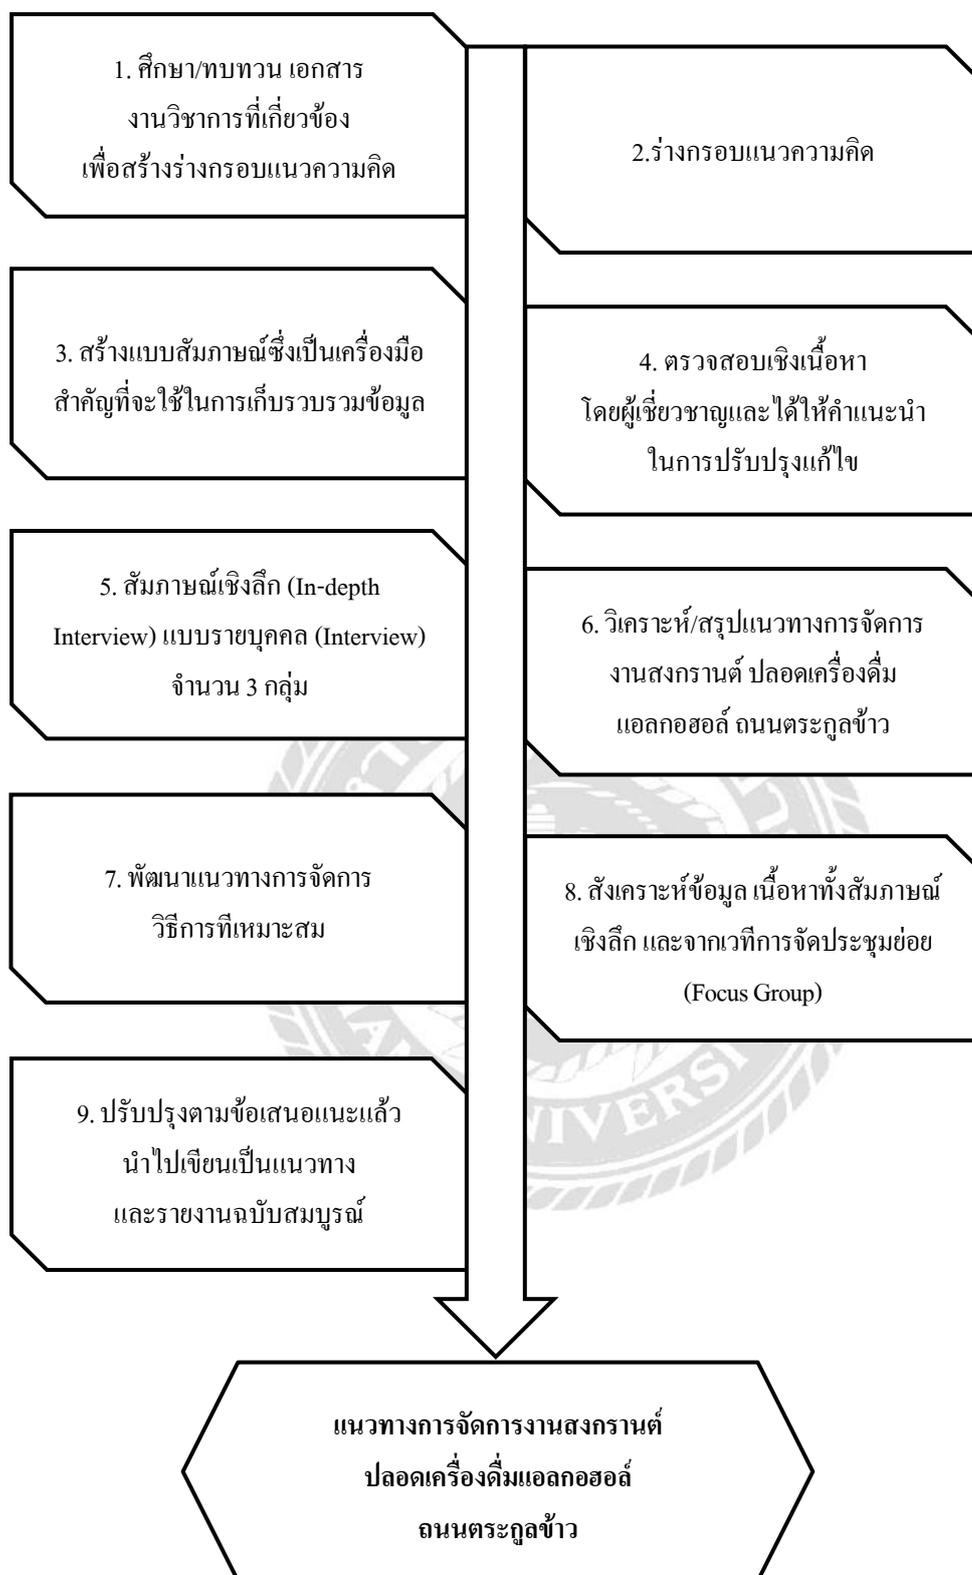 1. ศึกษา/ทบทวน เอกสาร
งานวิชาการที่เกี่ยวข้อง
เพื่อสร้างร่างกรอบแนวความคิด
2.ร่างกรอบแนวความคิด
3. สร้างแบบสัมภาษณ์ซึ่งเป็นเครื่องมือ
สำคัญที่จะใช้ในการเก็บรวบรวมข้อมูล
4. ตรวจสอบเชิงเนื้อหา
โดยผู้เชี่ยวชาญและได้ให้คำแนะนำ
ในการปรับปรุงแก้ไข
5. สัมภาษณ์เชิงลึก (In-depth
Interview) แบบรายบุคคล (Interview)
จำนวน 3 กลุ่ม
6. วิเคราะห์/สรุปแนวทางการจัดการ
งานสงกรานต์ ปลอดเครื่องดื่ม
แอลกอฮอล์ ถนนตระกูลข้าว
7. พัฒนาแนวทางการจัดการ
วิธีการทีเหมาะสม
8. สังเคราะห์ข้อมูล เนื้อหาทั้งสัมภาษณ์
เชิงลึก และจากเวทีการจัดประชุมย่อย
(Focus Group)
9. ปรับปรุงตามข้อเสนอแนะแล้ว
นำไปเขียนเป็นแนวทาง
และรายงานฉบับสมบูรณ์
แนวทางการจัดการงานสงกรานต์
ปลอดเครื่องดื่มแอลกอฮอล์
ถนนตระกูลข้าว